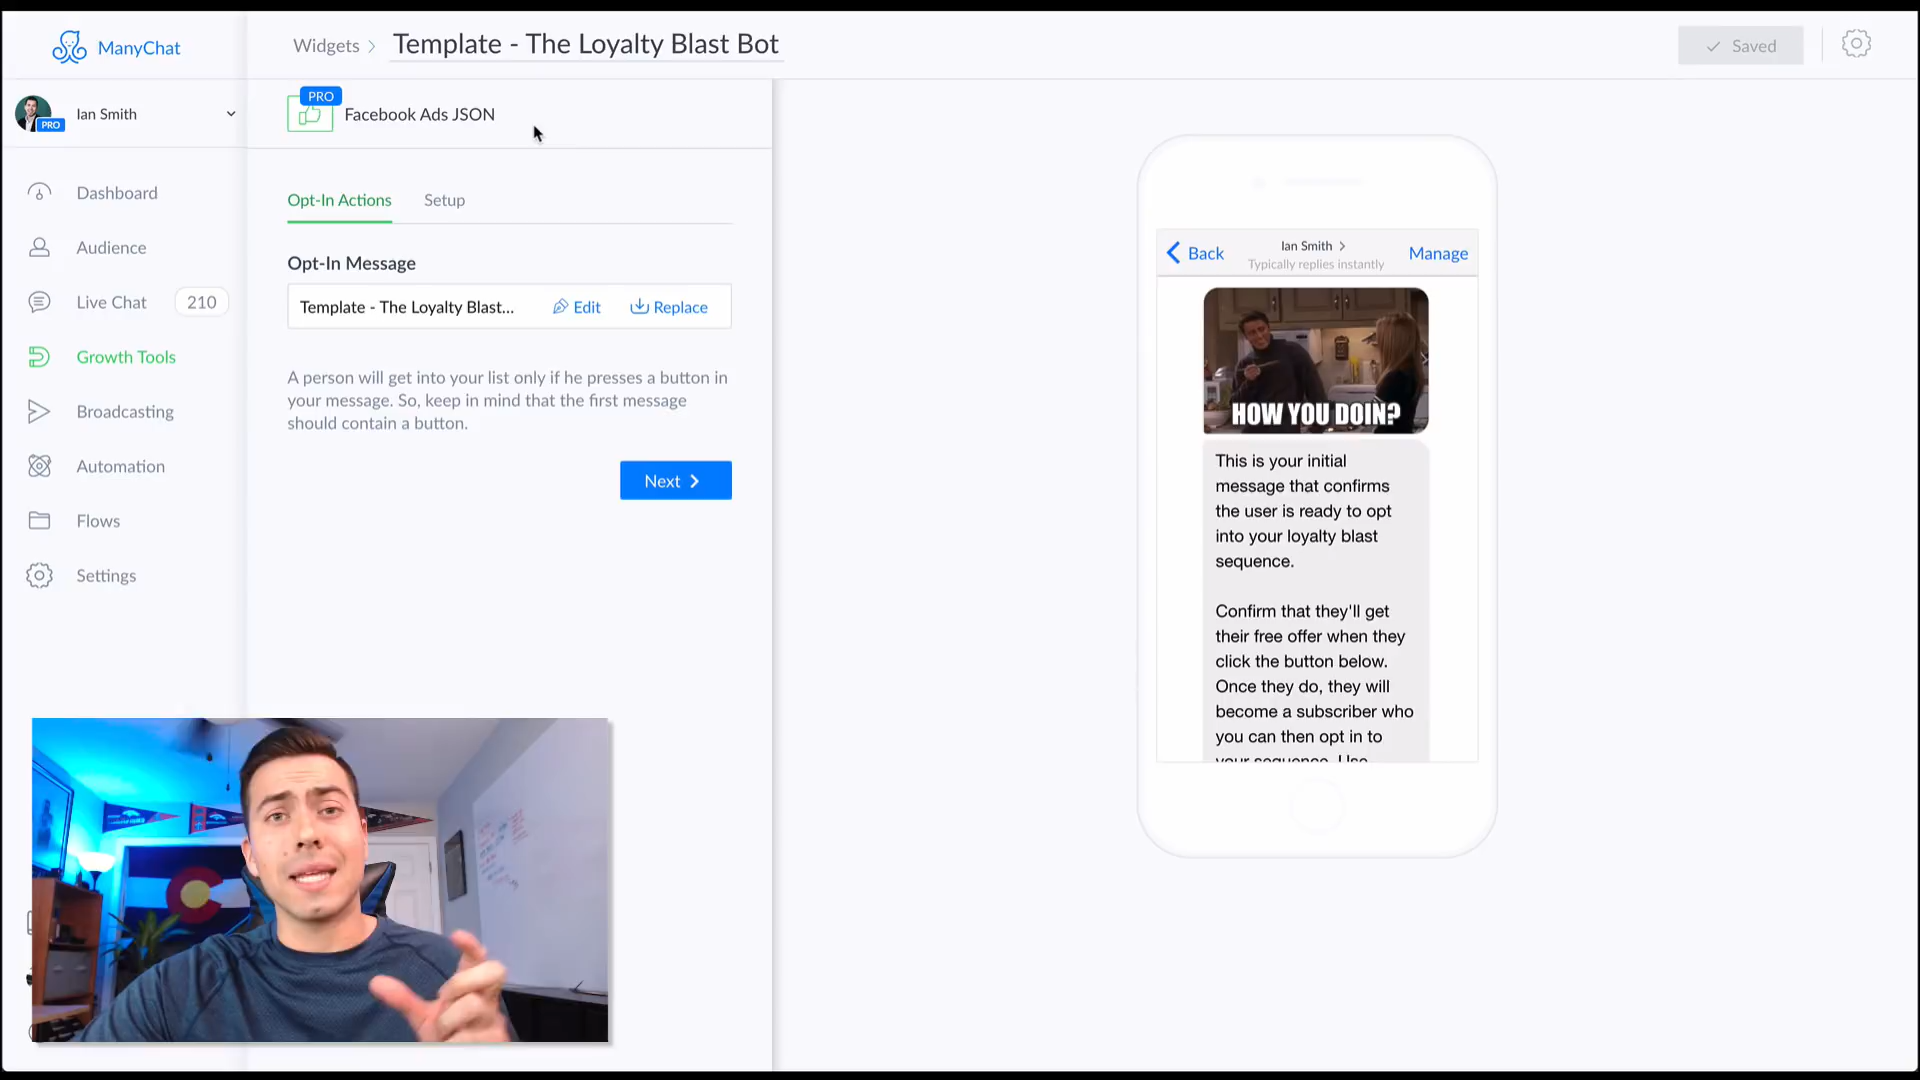 ManyChat
Widgets
Template - The Loyalty Blast Bot
Saved
PRO
Ian Smith
PRO
Facebook Ads JSON
Dashboard
Audience
Live Chat
210
Growth Tools
Broadcasting
Automation
Flows
Settings
Opt-In Actions
Setup
Opt-In Message
Template - The Loyalty Blast...
Edit
Replace
A person will get into your list only if he presses a button in
your message. So, keep in mind that the first message
should contain a button.
Next
Back
Ian Smith
Typically replies instantly
Manage
HOW YOU DOIN?
This is your initial
message that confirms
the user is ready to opt
into your loyalty blast
sequence.
Confirm that they'll get
their free offer when they
click the button below.
Once they do, they will
become a subscriber who
you can then opt in to
your sequence. Use